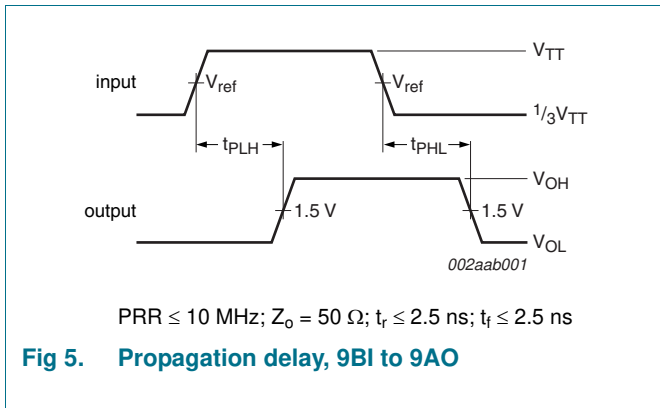 V_TT
input
V_ref
V_ref
1/3V_TT
t_PLH
t_PHL
V_OH
output
1.5 V
1.5 V
V_OL
002aab001
PRR ≤ 10 MHz; Z_o = 50 Ω; t_r ≤ 2.5 ns; t_f ≤ 2.5 ns
Fig 5. Propagation delay, 9BI to 9AO